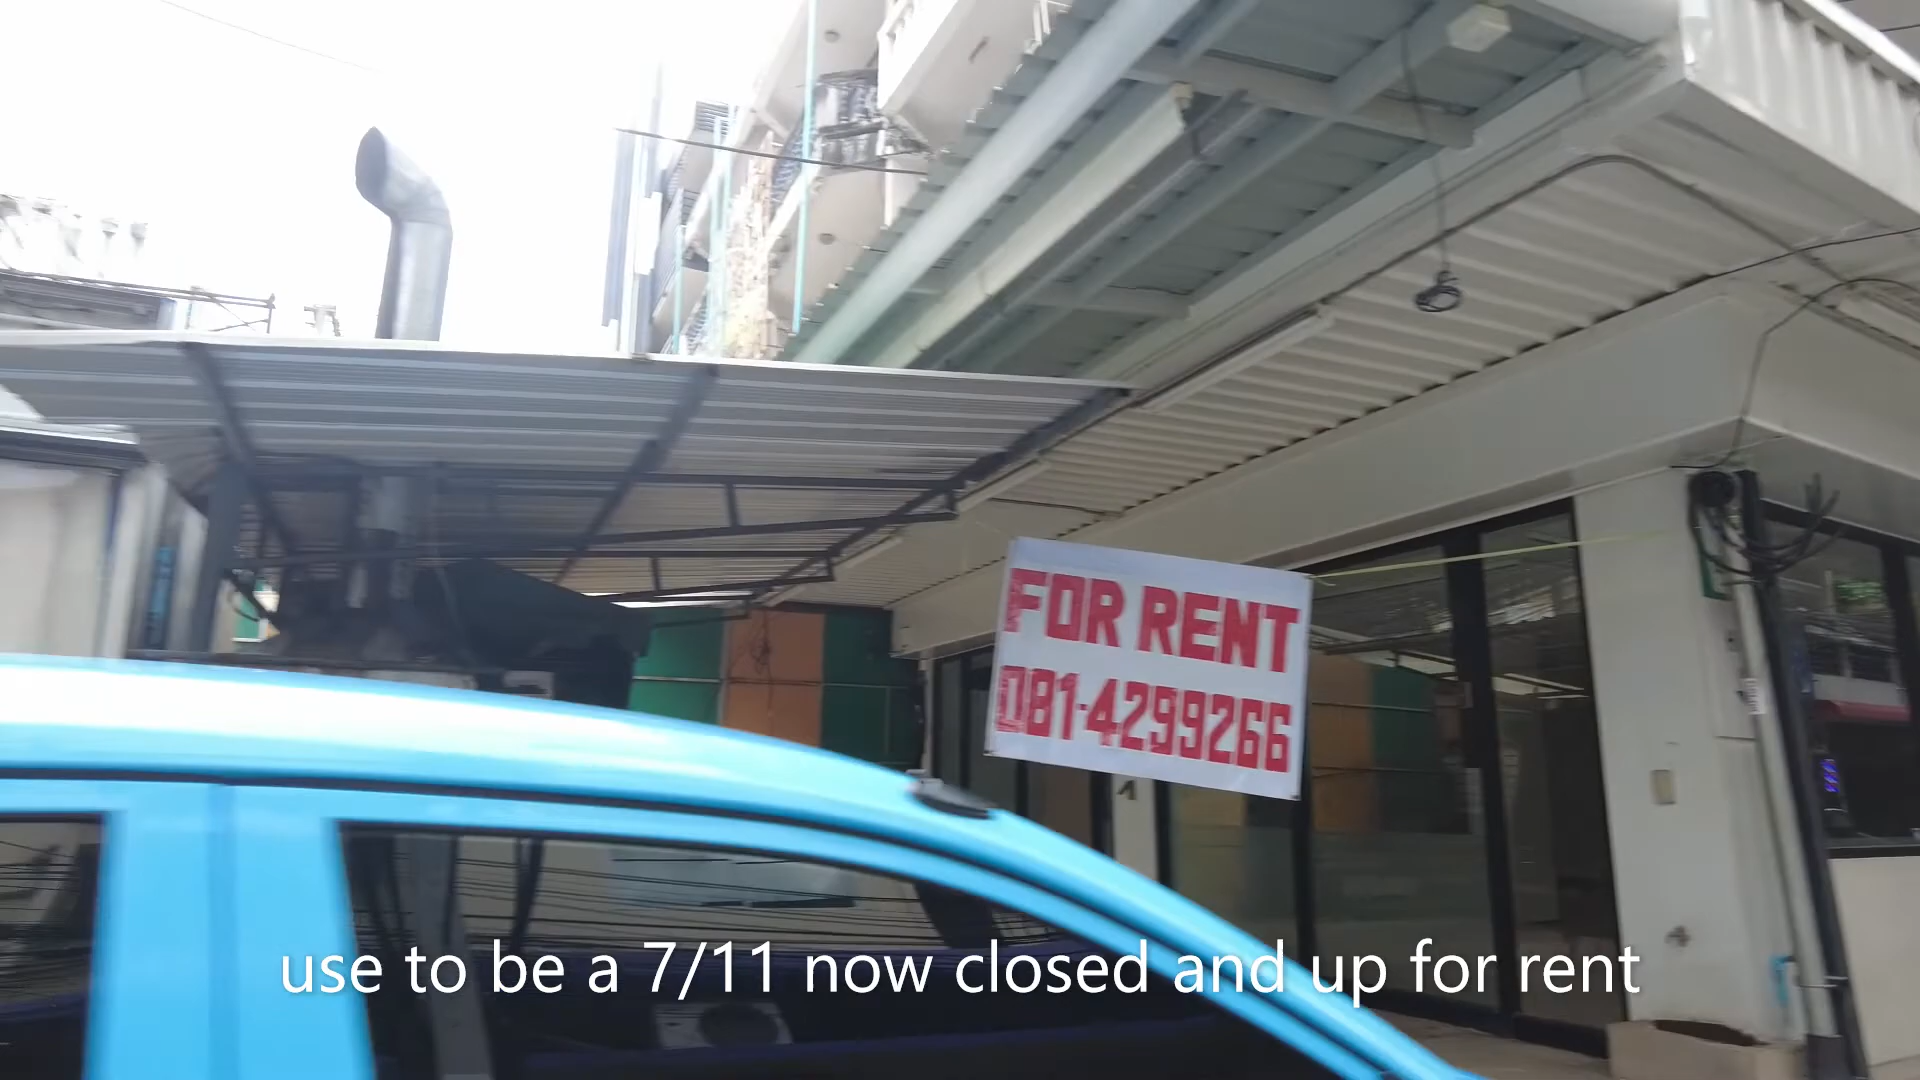 FOR RENT
081-4299266
use to be a 7/11 now closed and up for rent